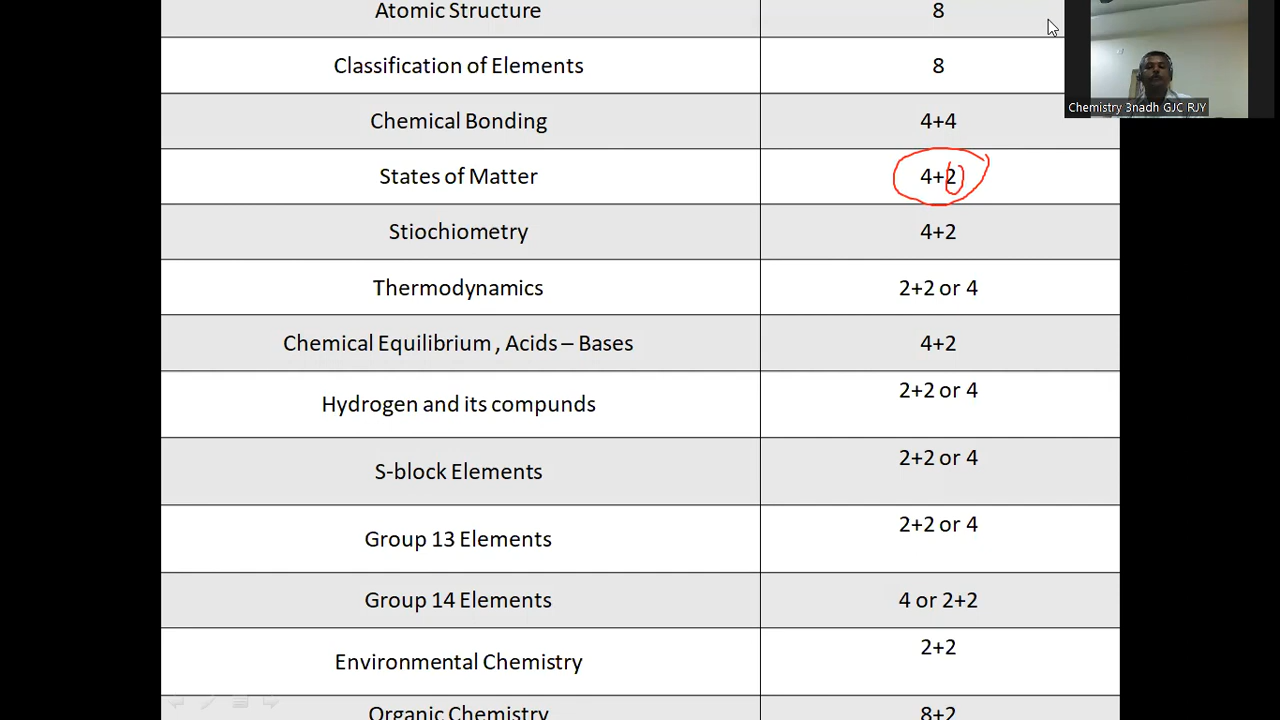 Atomic Structure 8
Classification of Elements 8
Chemistry 3nadh GJC RJY
Chemical Bonding 4+4
States of Matter 4+2
Stiochiometry 4+2
Thermodynamics 2+2 or 4
Chemical Equilibrium , Acids – Bases 4+2
Hydrogen and its compunds 2+2 or 4
S-block Elements 2+2 or 4
Group 13 Elements 2+2 or 4
Group 14 Elements 4 or 2+2
Environmental Chemistry 2+2
Organic Chemistry 8+2